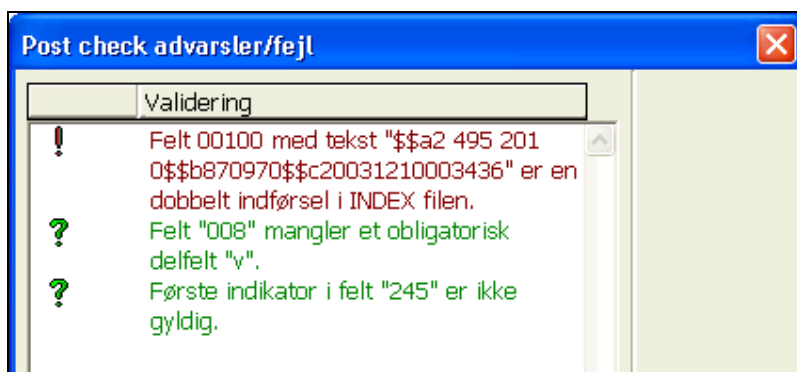 Post check advarsler/fejl
Validering
! Felt 00100 med tekst "$$a2 495 201
0$$b870970$$c20031210003436" er en
dobbelt indførsel i INDEX filen.
? Felt "008" mangler et obligatorisk
delfelt "v".
? Første indikator i felt "245" er ikke
gyldig.